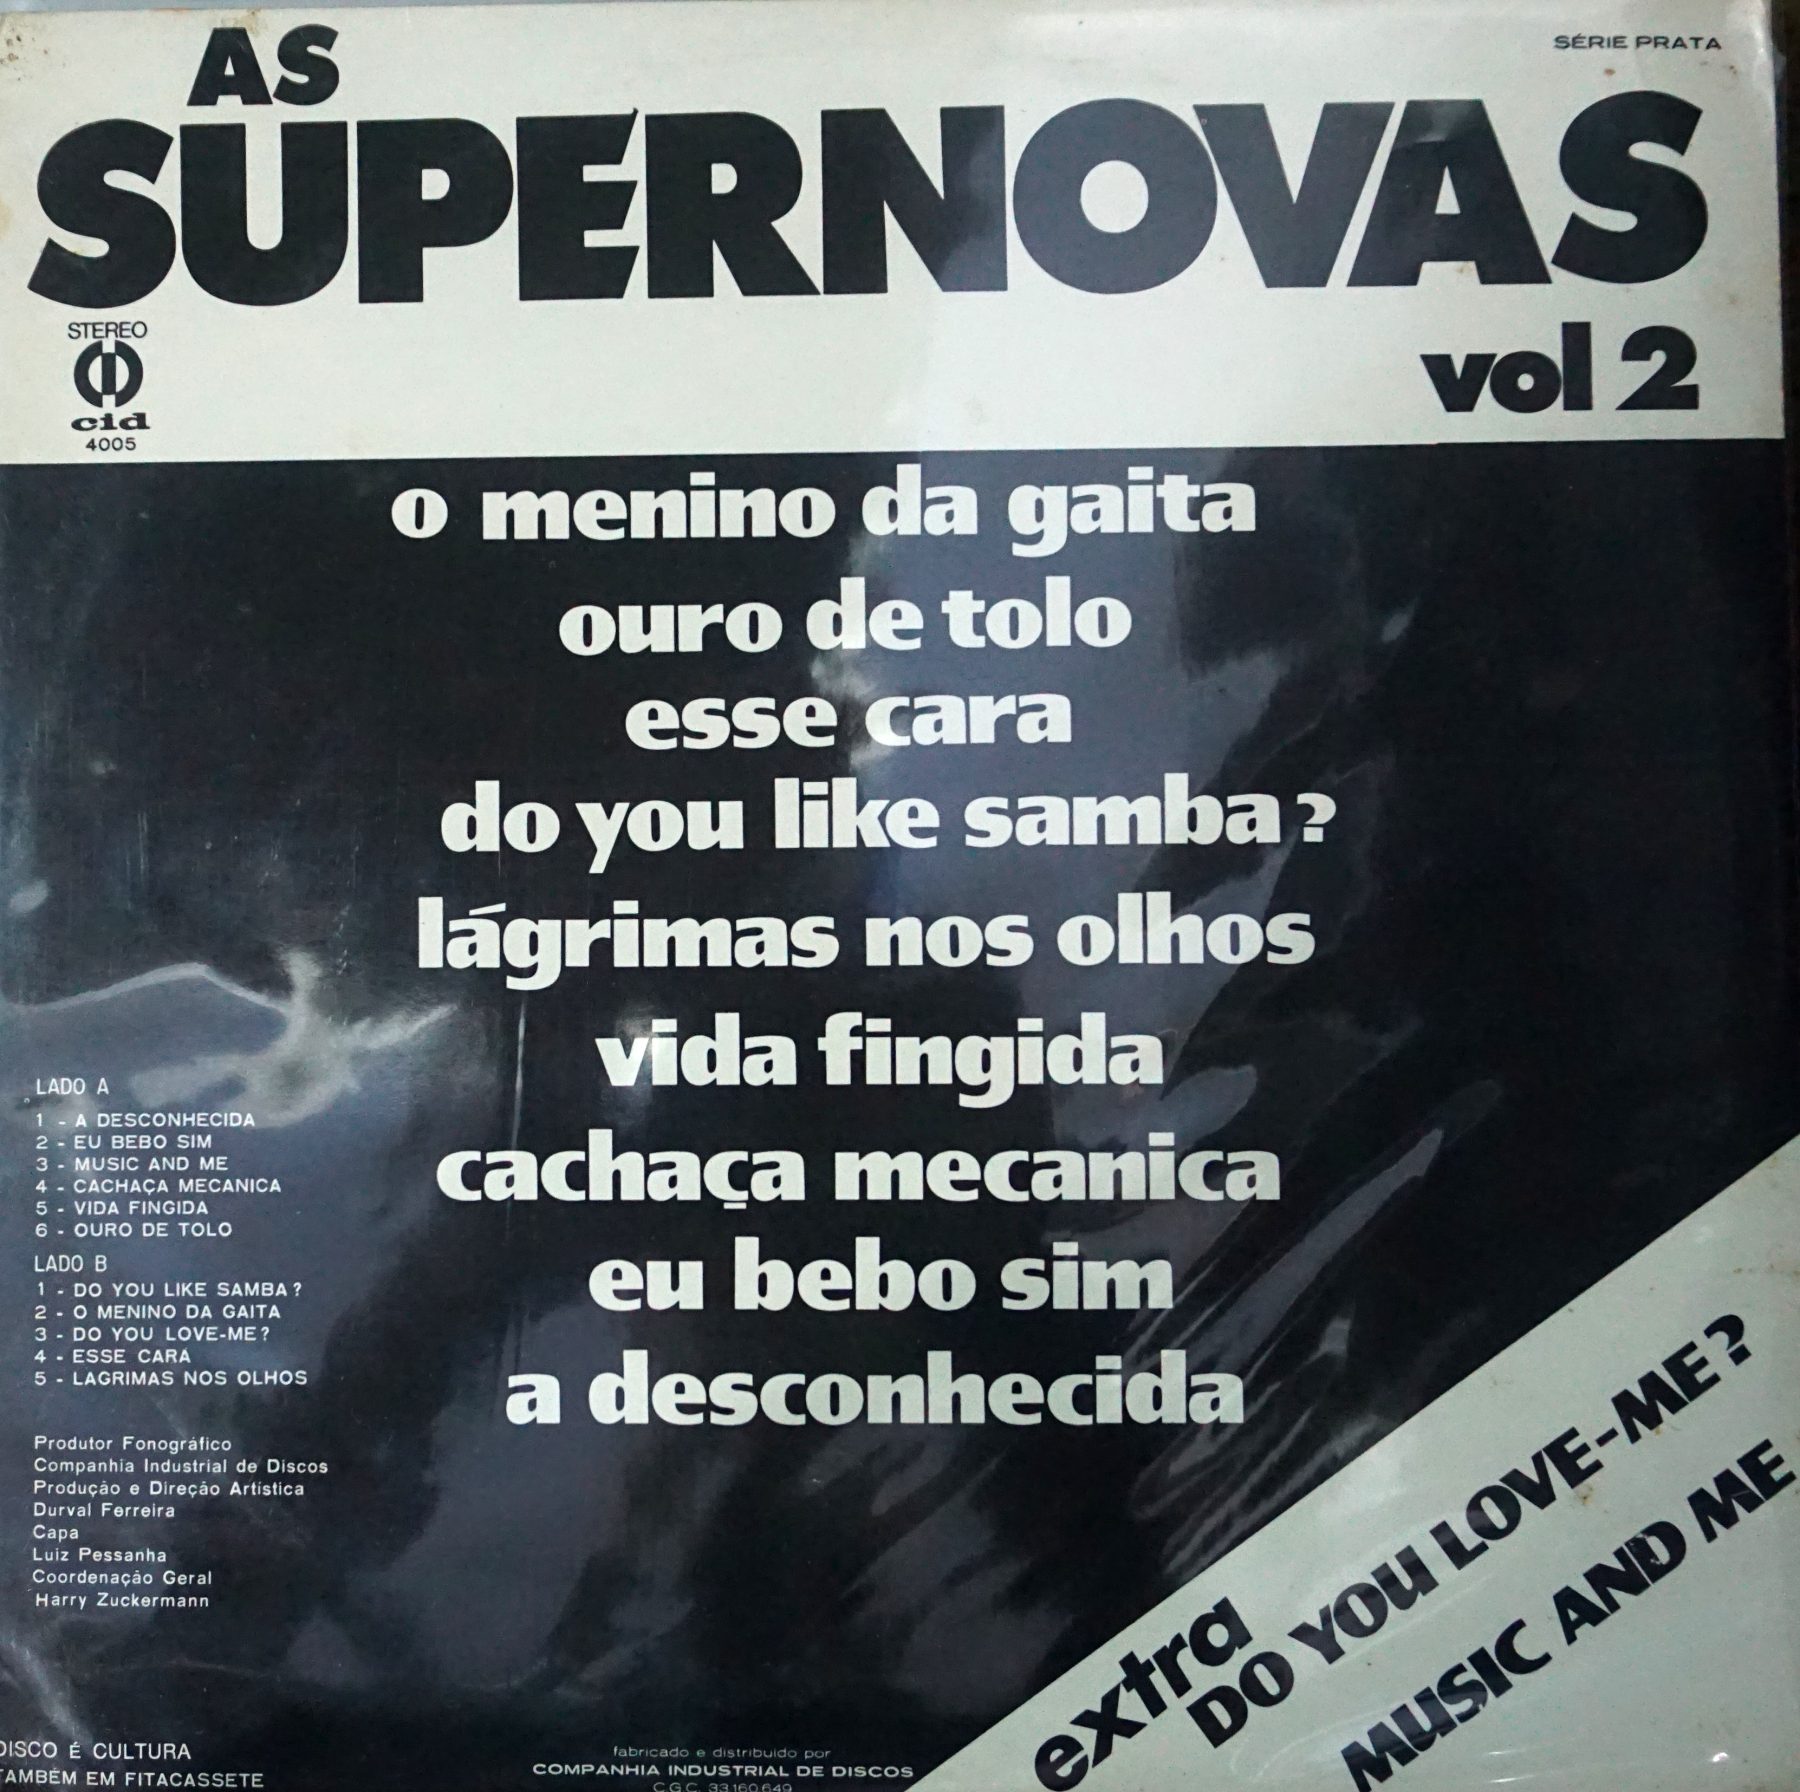 AS
SÉRIE PRATA
SUPERNOVAS
vol 2
STEREO
cid
4005
o menino da gaita
ouro de tolo
esse cara
do you like samba?
lágrimas nos olhos
vida fingida
cachaça mecanica
eu bebo sim
a desconhecida
LADO A
1 - A DESCONHECIDA
2 - EU BEBO SIM
3 - MUSIC AND ME
4 - CACHAÇA MECANICA
5 - VIDA FINGIDA
6 - OURO DE TOLO
LADO B
1 - DO YOU LIKE SAMBA?
2 - O MENINO DA GAITA
3 - DO YOU LOVE-ME?
4 - ESSE CARA
5 - LAGRIMAS NOS OLHOS
Produtor Fonográfico
Companhia Industrial de Discos
Produção e Direção Artística
Durval Ferreira
Capa
Luiz Pessanha
Coordenação Geral
Harry Zuckermann
extra
DO YOU LOVE-ME?
MUSIC AND ME
DISCO É CULTURA
TAMBÉM EM FITACASSETE
fabricado e distribuido por
COMPANHIA INDUSTRIAL DE DISCOS
C.G.C. 33.160.649